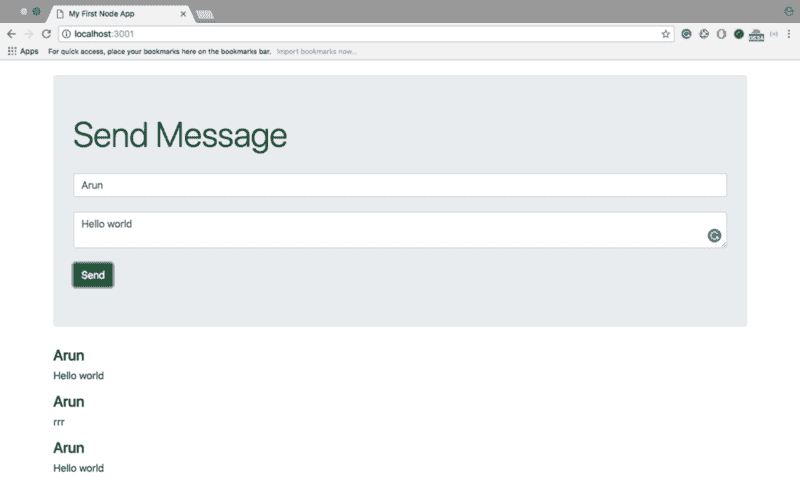 My First Node App
localhost:3001
Apps For quick access, place your bookmarks here on the bookmarks bar. Import bookmarks now...
Send Message
Arun
Hello world
Send
Arun
Hello world
Arun
rrr
Arun
Hello world